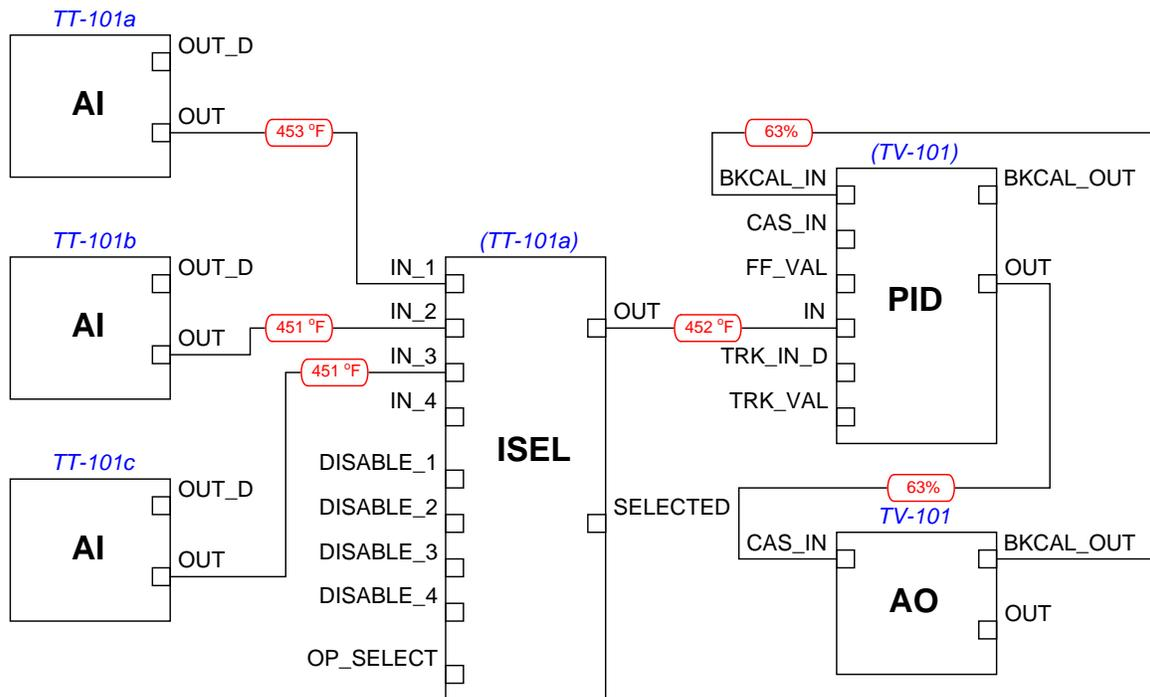 TT-101a
OUT_D
AI
OUT
453 °F
63%
(TV-101)
BKCAL_IN
BKCAL_OUT
CAS_IN
TT-101b
(TT-101a)
OUT_D
IN_1
FF_VAL
OUT
AI
IN_2
OUT
IN
PID
OUT
451 °F
452 °F
IN_3
TRK_IN_D
451 °F
IN_4
TRK_VAL
ISEL
TT-101c
DISABLE_1
OUT_D
63%
AI
DISABLE_2
SELECTED
TV-101
OUT
DISABLE_3
CAS_IN
BKCAL_OUT
DISABLE_4
AO
OUT
OP_SELECT